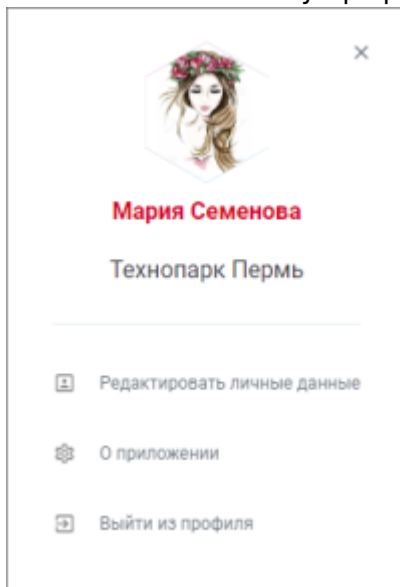 Мария Семенова
Технопарк Пермь
Редактировать личные данные
О приложении
Выйти из профиля